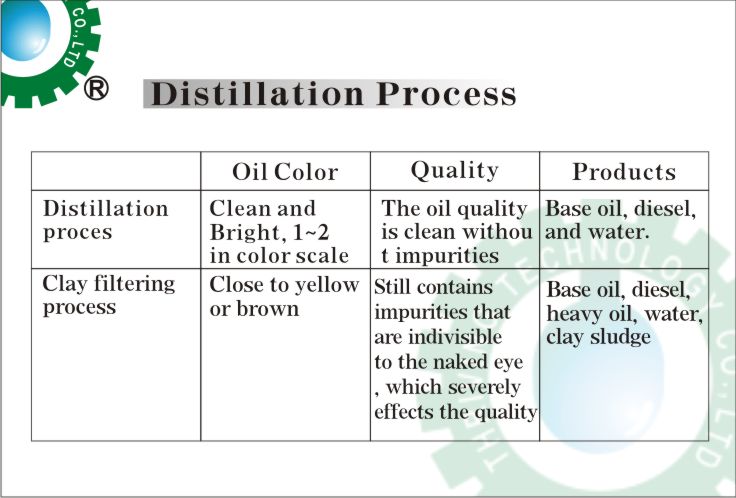 CO.,LTD
®
Distillation Process
Oil Color
Quality
Products
Distillation
proces
Clean and
Bright, 1~2
in color scale
The oil quality
is clean withou
t impurities
Base oil, diesel,
and water.
Clay filtering
process
Close to yellow
or brown
Still contains
impurities that
are indivisible
to the naked eye
, which severely
effects the quality
Base oil, diesel,
heavy oil, water,
clay sludge
TECHNOLOGY CO.,LTD